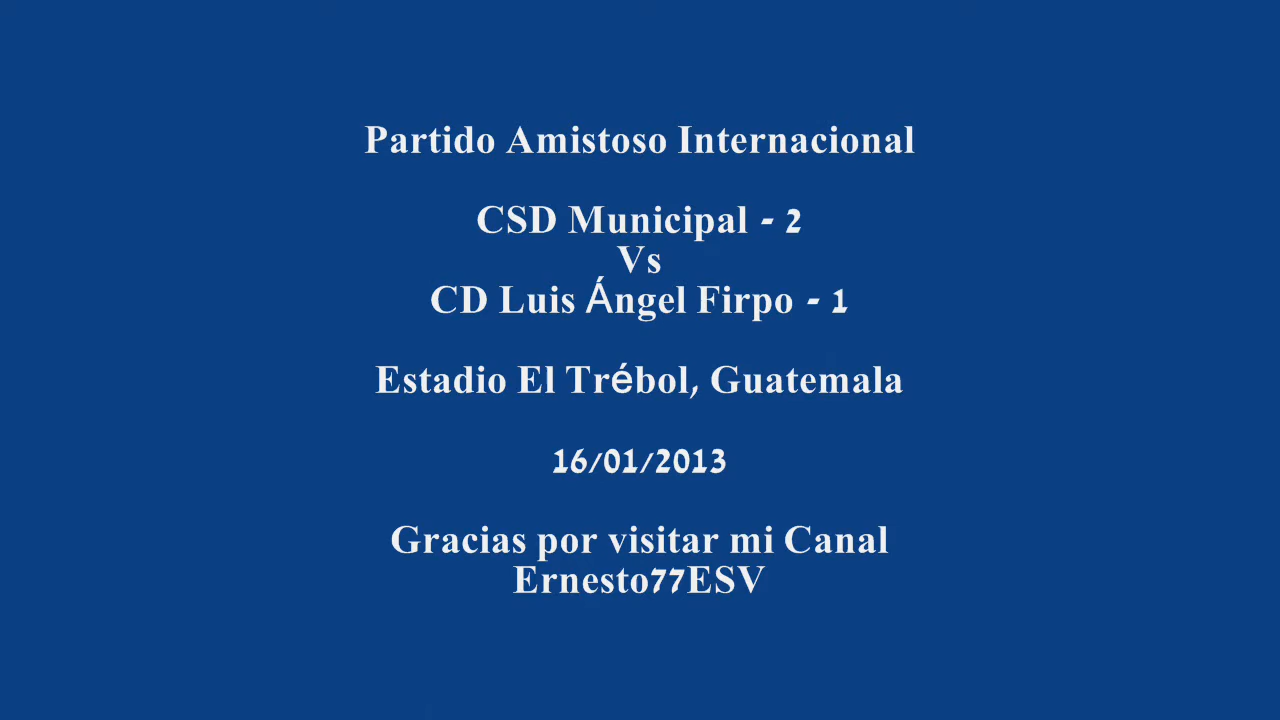 Partido Amistoso Internacional
CSD Municipal - 2
Vs
CD Luis Ángel Firpo - 1
Estadio El Trébol, Guatemala
16/01/2013
Gracias por visitar mi Canal
Ernesto77ESV